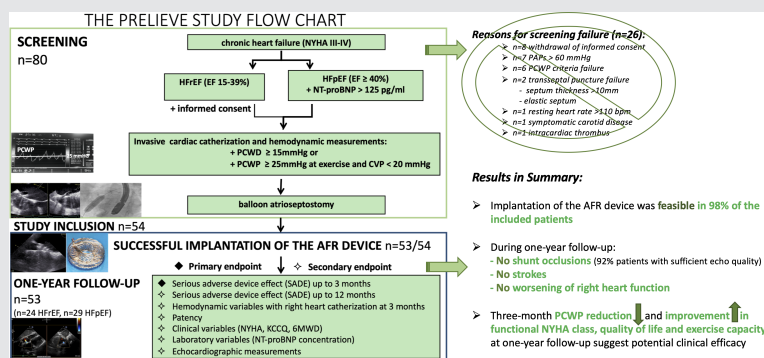 THE PRELIEVE STUDY FLOW CHART
SCREENING
n=80
chronic heart failure (NYHA III-IV)
HFrEF (EF 15-39%)
HFpEF (EF ≥ 40%)
+ NT-proBNP > 125 pg/ml
+ informed consent
Invasive cardiac catherization and hemodynamic measurements:
+ PCWD ≥ 15mmHg or
+ PCWP ≥ 25mmHg at exercise and CVP < 20 mmHg
PCWP
balloon atrioseptostomy
STUDY INCLUSION n=54
SUCCESSFUL IMPLANTATION OF THE AFR DEVICE n=53/54
◆ Primary endpoint ✧ Secondary endpoint
ONE-YEAR FOLLOW-UP
n=53
(n=24 HFrEF, n=29 HFpEF)
◆ Serious adverse device effect (SADE) up to 3 months
✧ Serious adverse device effect (SADE) up to 12 months
✧ Hemodynamic variables with right heart catherization at 3 months
✧ Patency
✧ Clinical variables (NYHA, KCCQ, 6MWD)
✧ Laboratory variables (NT-proBNP concentration)
✧ Echocardiographic measurements
Reasons for screening failure (n=26):
➢ n=8 withdrawal of informed consent
➢ n=7 PAPs > 60 mmHg
➢ n=6 PCWP criteria failure
➢ n=2 transseptal puncture failure
- septum thickness >10mm
- elastic septum
➢ n=1 resting heart rate >110 bpm
➢ n=1 symptomatic carotid disease
➢ n=1 intracardiac thrombus
Results in Summary:
➢ Implantation of the AFR device was feasible in 98% of the
included patients
➢ During one-year follow-up:
- No shunt occlusions (92% patients with sufficient echo quality)
- No strokes
- No worsening of right heart function
➢ Three-month PCWP reduction and improvement in
functional NYHA class, quality of life and exercise capacity
at one-year follow-up suggest potential clinical efficacy